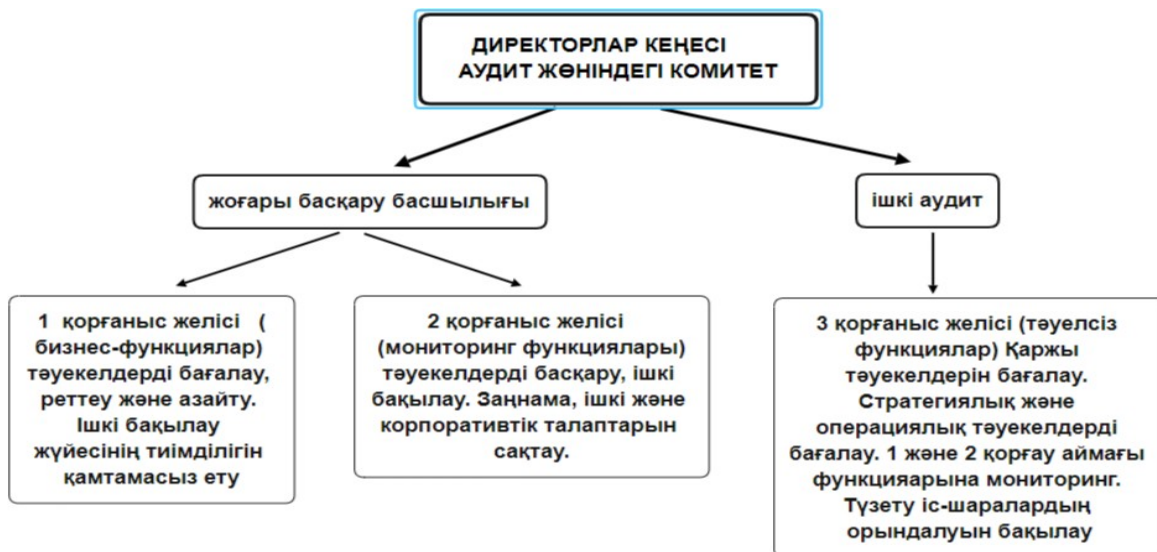 ДИРЕКТОРЛАР КЕҢЕСІ
АУДИТ ЖӨНІНДЕГІ КОМИТЕТ
жоғары басқару басшылығы
ішкі аудит
1 қорғаныс желісі (
бизнес-функциялар)
тәуекелдерді бағалау,
реттеу және азайту.
Ішкі бақылау
жүйесінің тиімділігін
қамтамасыз ету
2 қорғаныс желісі
(мониторинг функциялары)
тәуекелдерді басқару, ішкі
бақылау. Заңнама, ішкі және
корпоративтік талаптарын
сақтау.
3 қорғаныс желісі (тәуелсіз
функциялар) Қаржы
тәуекелдерін бағалау.
Стратегиялық және
операциялық тәуекелдерді
бағалау. 1 және 2 қорғау аймағы
функцияарына мониторинг.
Түзету іс-шаралардың
орындалуын бақылау